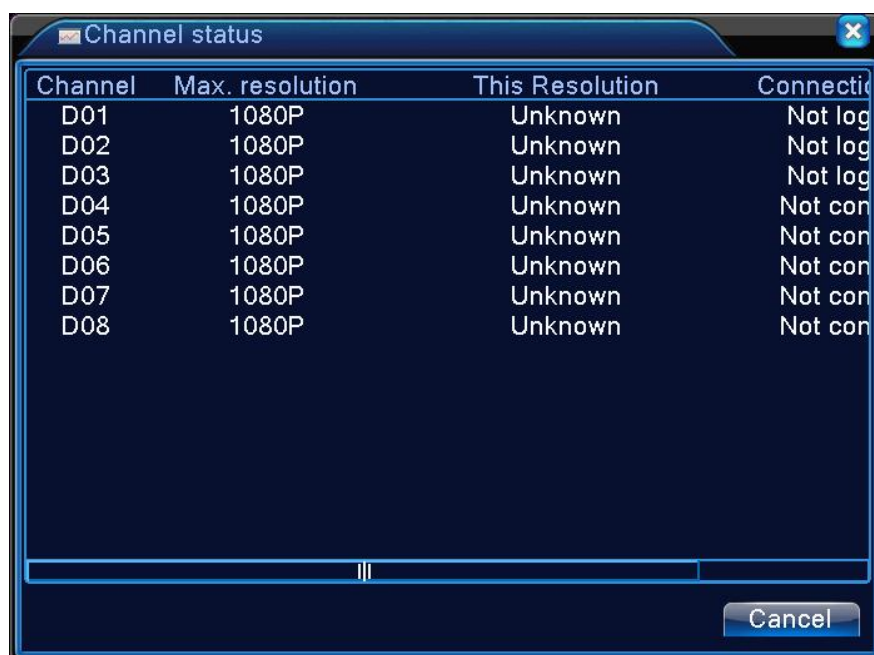 Channel status
Channel Max. resolution This Resolution Connectio
D01 1080P Unknown Not log
D02 1080P Unknown Not log
D03 1080P Unknown Not log
D04 1080P Unknown Not con
D05 1080P Unknown Not con
D06 1080P Unknown Not con
D07 1080P Unknown Not con
D08 1080P Unknown Not con
Cancel